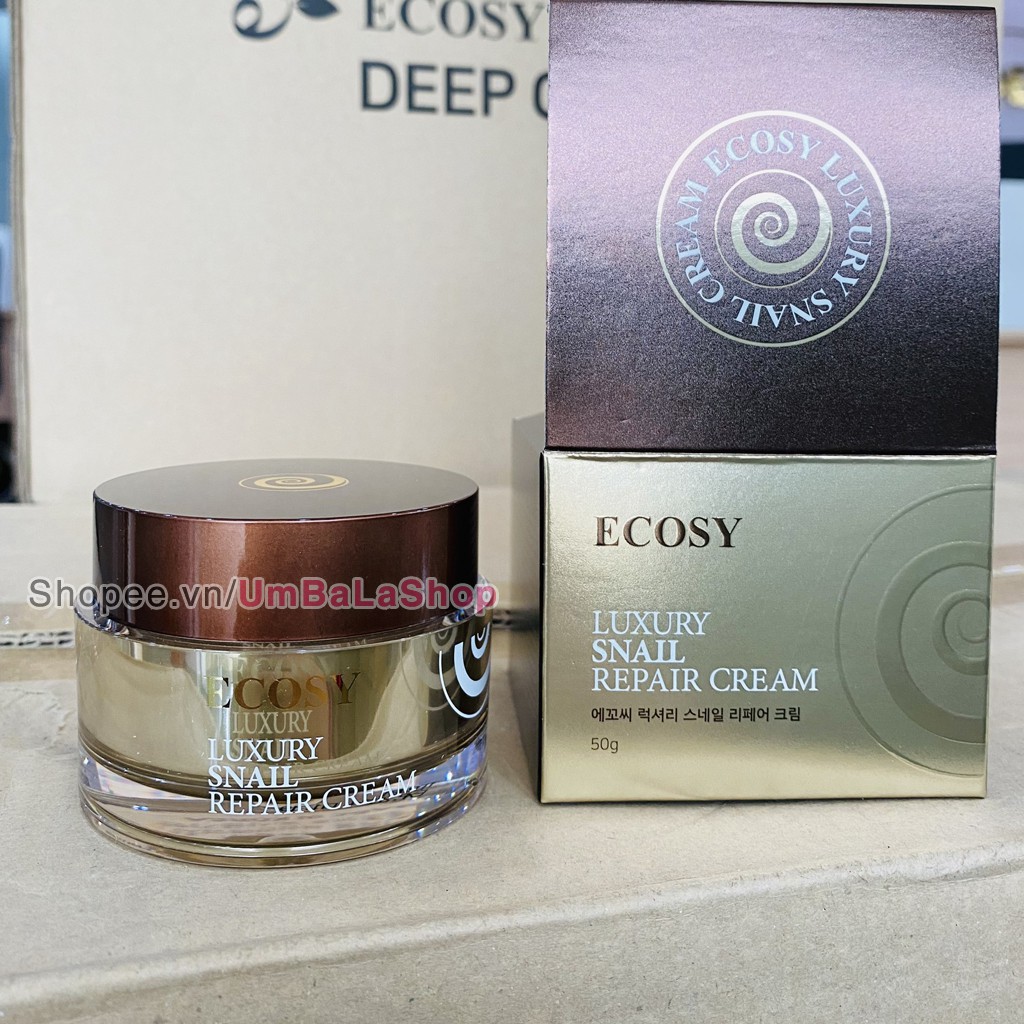 ECOSY
DEEP
ECOSY LUXURY SNAIL CREAM
ECOSY
LUXURY
SNAIL
REPAIR CREAM
에꼬씨 럭셔리 스네일 리페어 크림
50g
Shopee.vn/UmBaLaShop
ECOSY
LUXURY
LUXURY
SNAIL
REPAIR CREAM